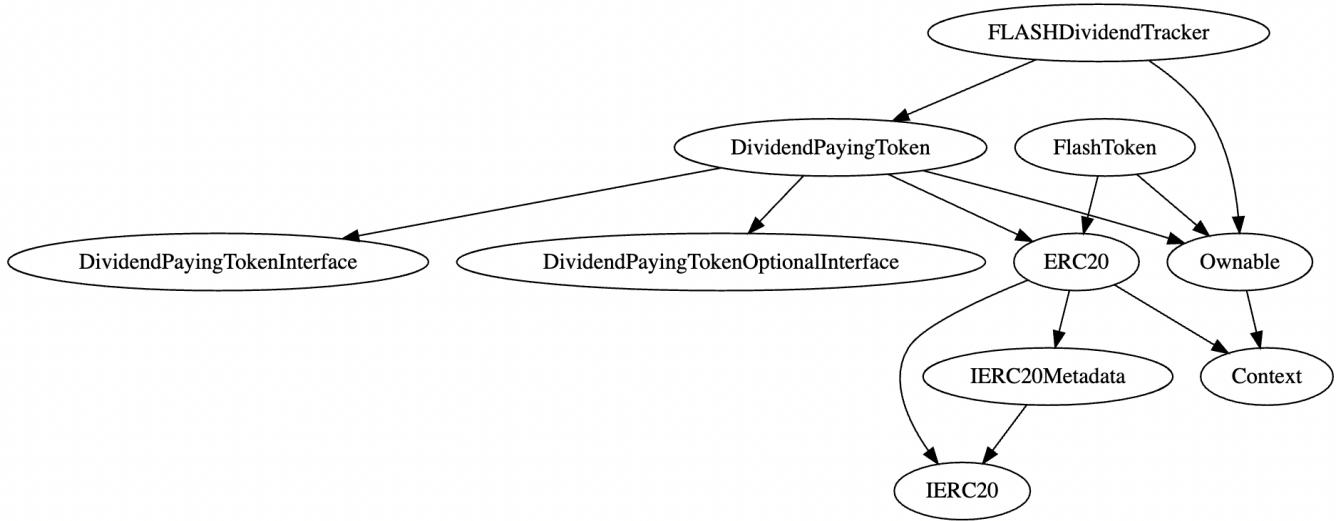 FLASHDividendTracker
DividendPayingToken
FlashToken
DividendPayingTokenInterface
DividendPayingTokenOptionalInterface
ERC20
Ownable
IERC20Metadata
Context
IERC20